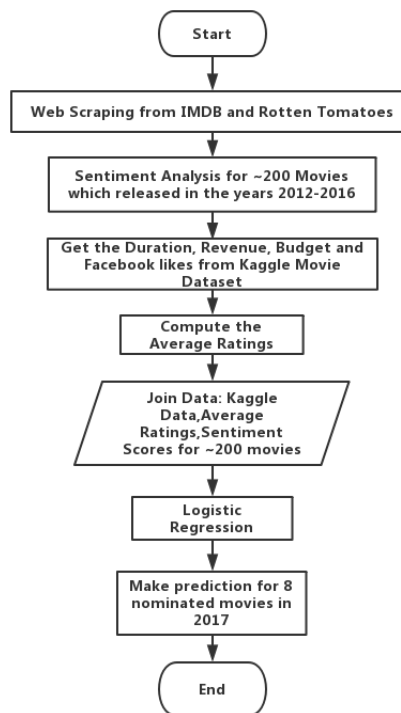 Start
Web Scraping from IMDB and Rotten Tomatoes
Sentiment Analysis for ~200 Movies
which released in the years 2012-2016
Get the Duration, Revenue, Budget and
Facebook likes from Kaggle Movie
Dataset
Compute the
Average Ratings
Join Data: Kaggle
Data,Average
Ratings,Sentiment
Scores for ~200 movies
Logistic
Regression
Make prediction for 8
nominated movies in
2017
End